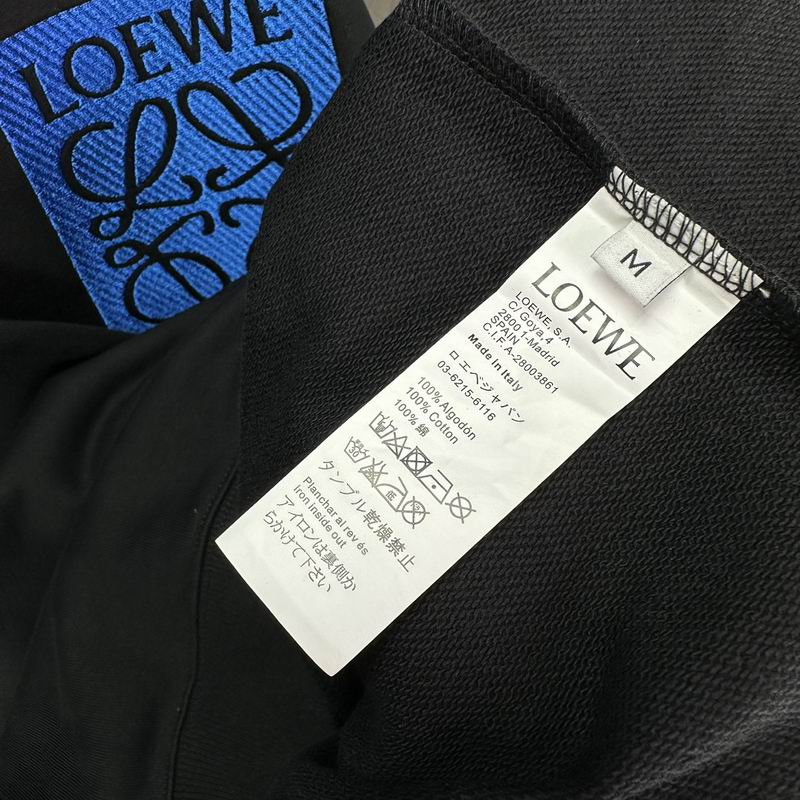 LOEWE
M
LOEWE
LOEWE, S.A.
C/ Goya,4
28001-Madrid
SPAIN
C.I.F. A-28003861
Made in Italy
ロエベジャパン
03-6215-6116
100% Algodón
100% Cotton
100% 綿
タンブル乾燥禁止
Planchar al revés
iron inside out
アイロンは裏側か
らかけて下さい